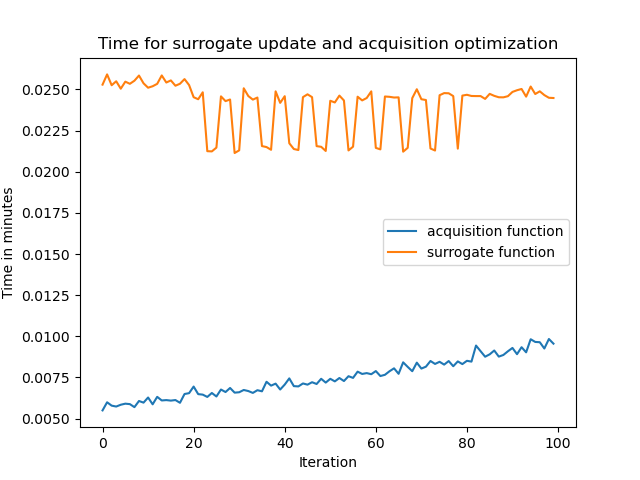 Time for surrogate update and acquisition optimization
Time in minutes
0.0250
0.0225
0.0200
0.0175
0.0150
0.0125
0.0100
0.0075
0.0050
acquisition function
surrogate function
0 20 40 60 80 100
Iteration